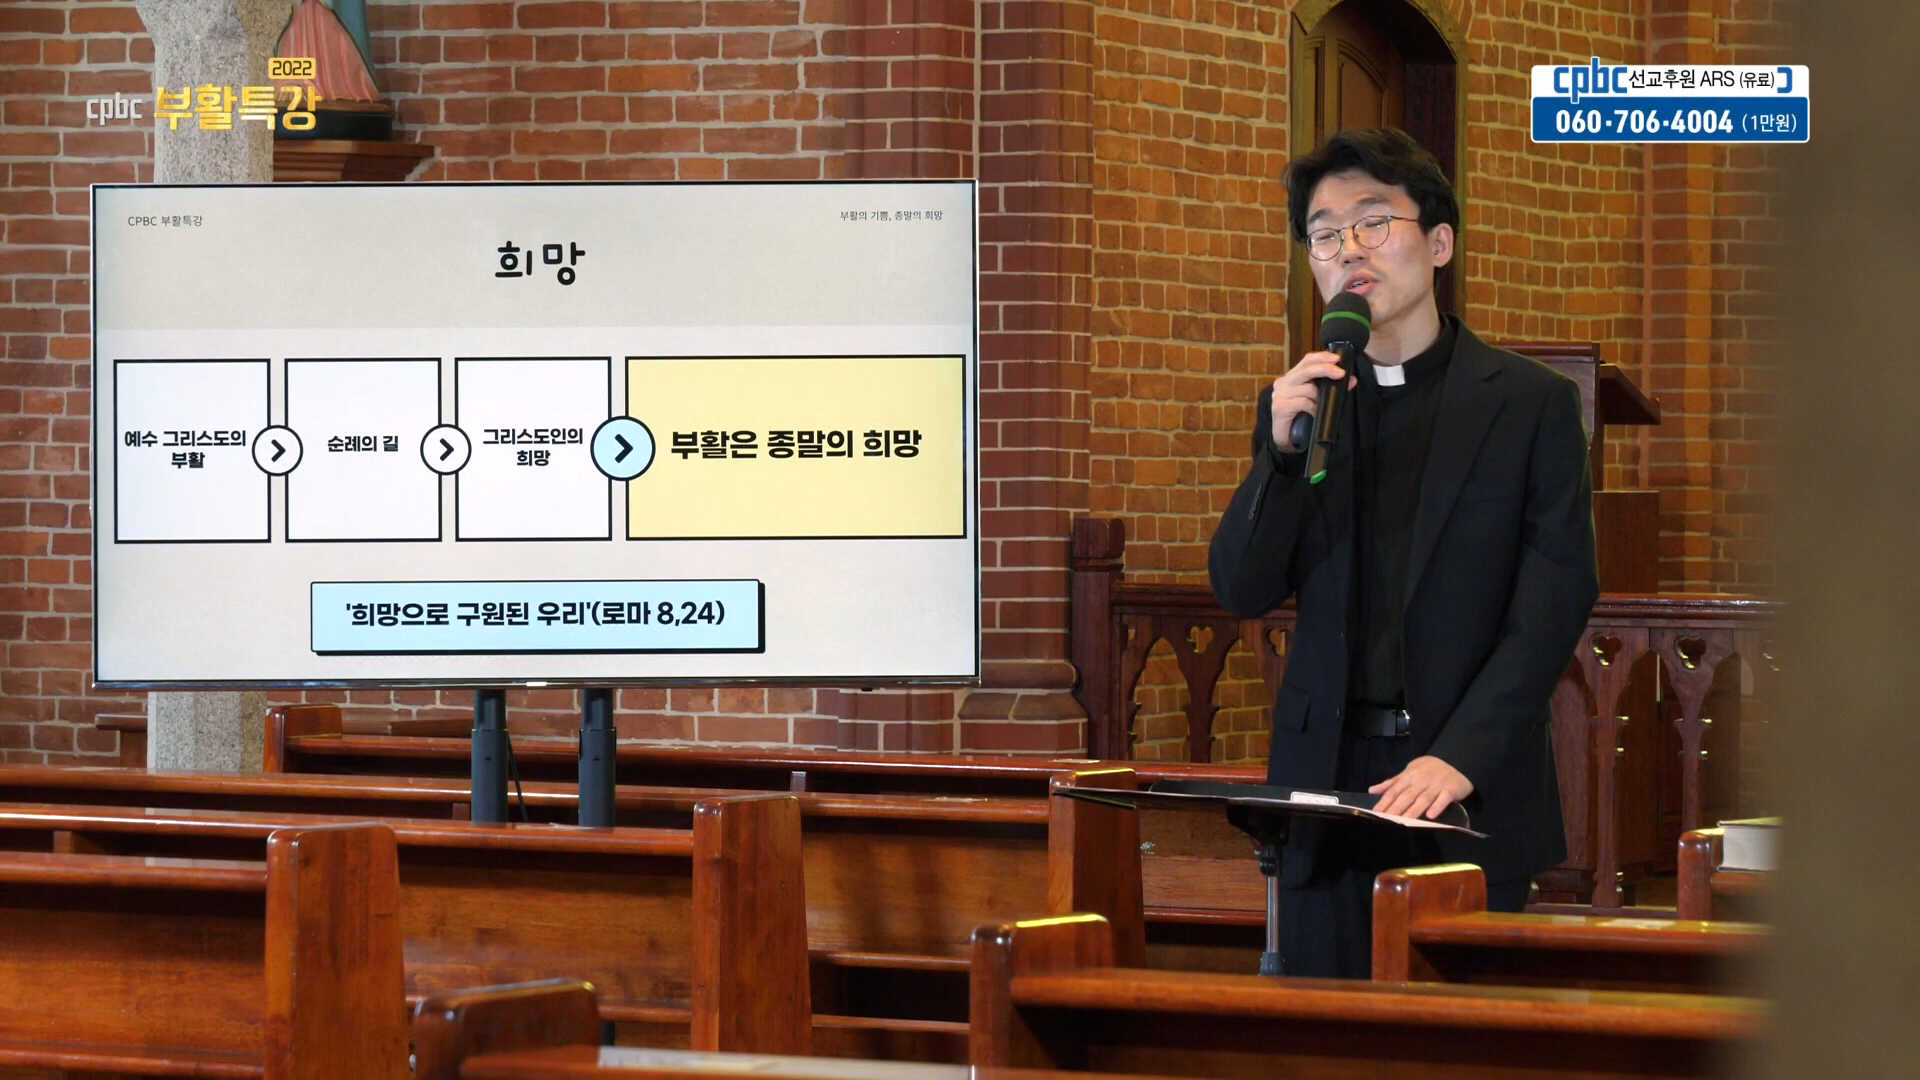 2022
cpbc 부활특강
cpbc 선교후원 ARS (유료)
060·706·4004 (1만원)
CPBC 부활특강
부활의 기쁨, 종말의 희망
희망
예수 그리스도의
부활
순례의 길
그리스도인의
희망
부활은 종말의 희망
'희망으로 구원된 우리'(로마 8,24)